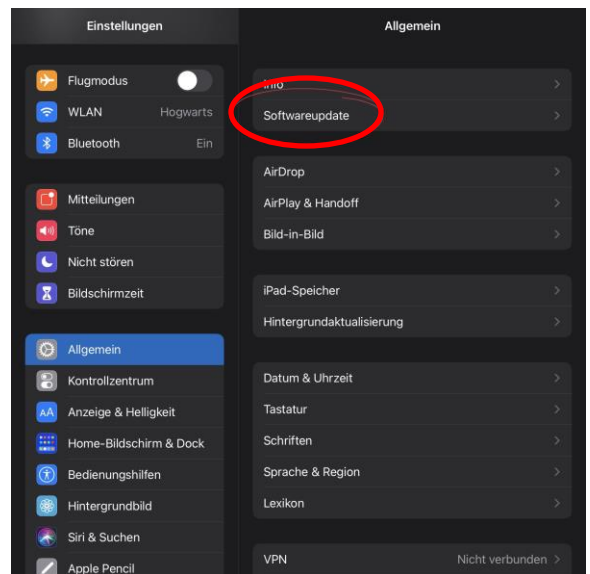 Einstellungen
Flugmodus
WLAN Hogwarts
Bluetooth Ein
Mitteilungen
Töne
Nicht stören
Bildschirmzeit
Allgemein
Kontrollzentrum
AA Anzeige & Helligkeit
Home-Bildschirm & Dock
Bedienungshilfen
Hintergrundbild
Siri & Suchen
Apple Pencil
Allgemein
Info
Softwareupdate
AirDrop
AirPlay & Handoff
Bild-in-Bild
iPad-Speicher
Hintergrundaktualisierung
Datum & Uhrzeit
Tastatur
Schriften
Sprache & Region
Lexikon
VPN Nicht verbunden